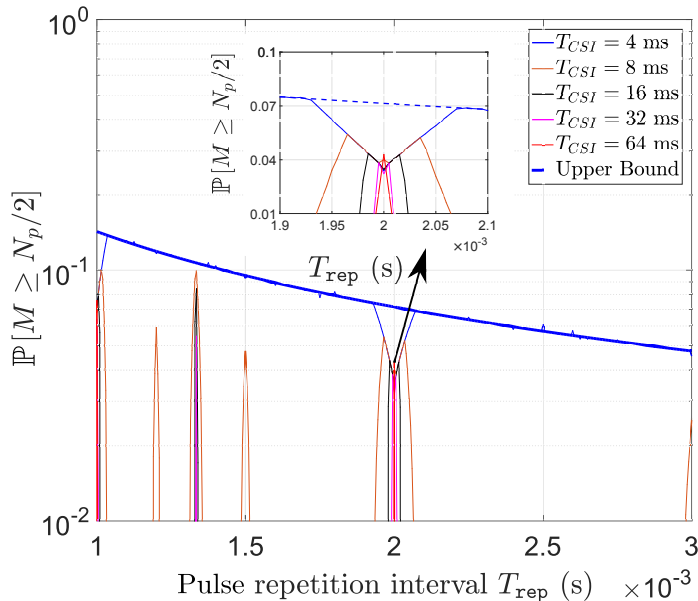 10⁰
10⁻¹
10⁻²
ℙ[M ≥ N_p/2]
1
1.5
2
2.5
3
×10⁻³
Pulse repetition interval T_rep (s)
T_CSI = 4 ms
T_CSI = 8 ms
T_CSI = 16 ms
T_CSI = 32 ms
T_CSI = 64 ms
Upper Bound
0.1
0.07
0.04
0.01
ℙ[M ≥ N_p/2]
1.9
1.95
2
2.05
2.1
×10⁻³
T_rep (s)